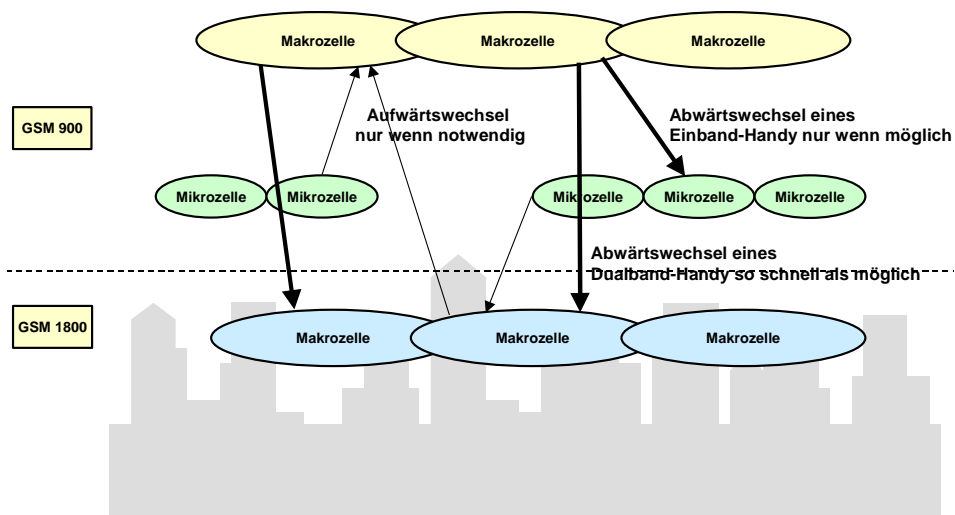 Makrozelle Makrozelle Makrozelle
GSM 900
Aufwärtswechsel
nur wenn notwendig
Abwärtswechsel eines
Einband-Handy nur wenn möglich
Mikrozelle Mikrozelle Mikrozelle Mikrozelle Mikrozelle
Abwärtswechsel eines
Dualband-Handy so schnell als möglich
GSM 1800
Makrozelle Makrozelle Makrozelle